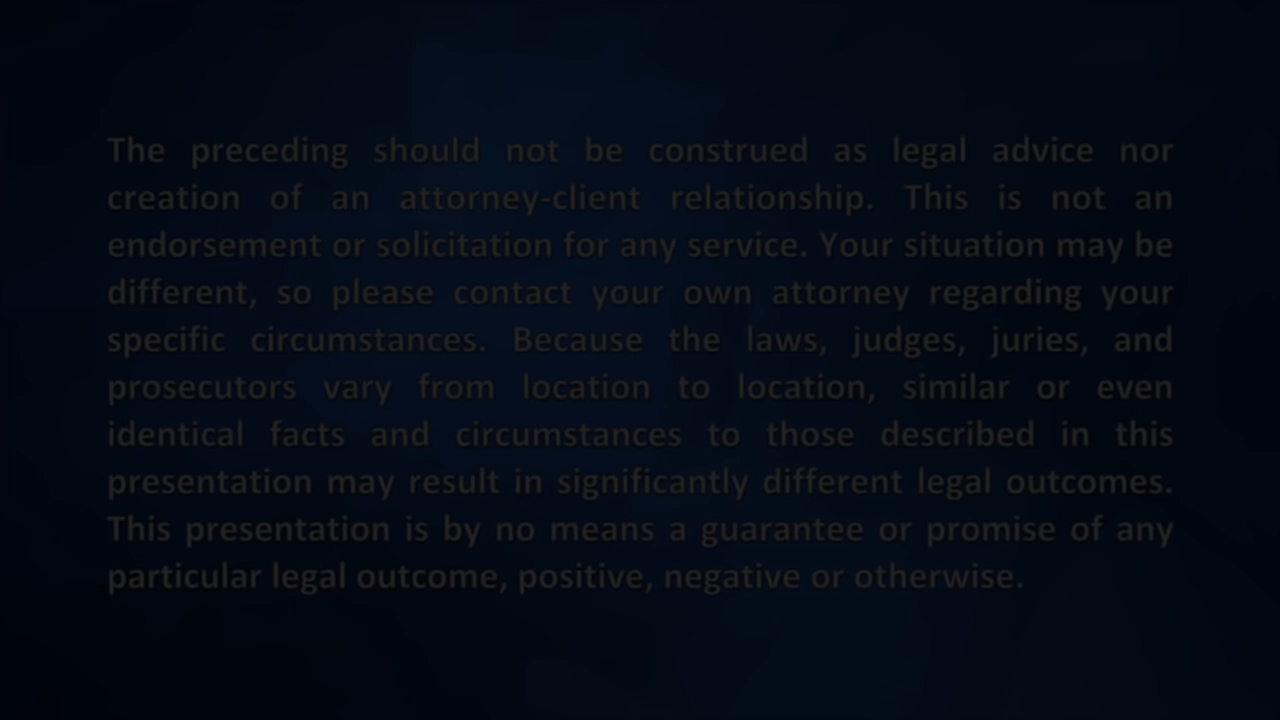 The preceding should not be construed as legal advice nor
creation of an attorney-client relationship. This is not an
endorsement or solicitation for any service. Your situation may be
different, so please contact your own attorney regarding your
specific circumstances. Because the laws, judges, juries, and
prosecutors vary from location to location, similar or even
identical facts and circumstances to those described in this
presentation may result in significantly different legal outcomes.
This presentation is by no means a guarantee or promise of any
particular legal outcome, positive, negative or otherwise.